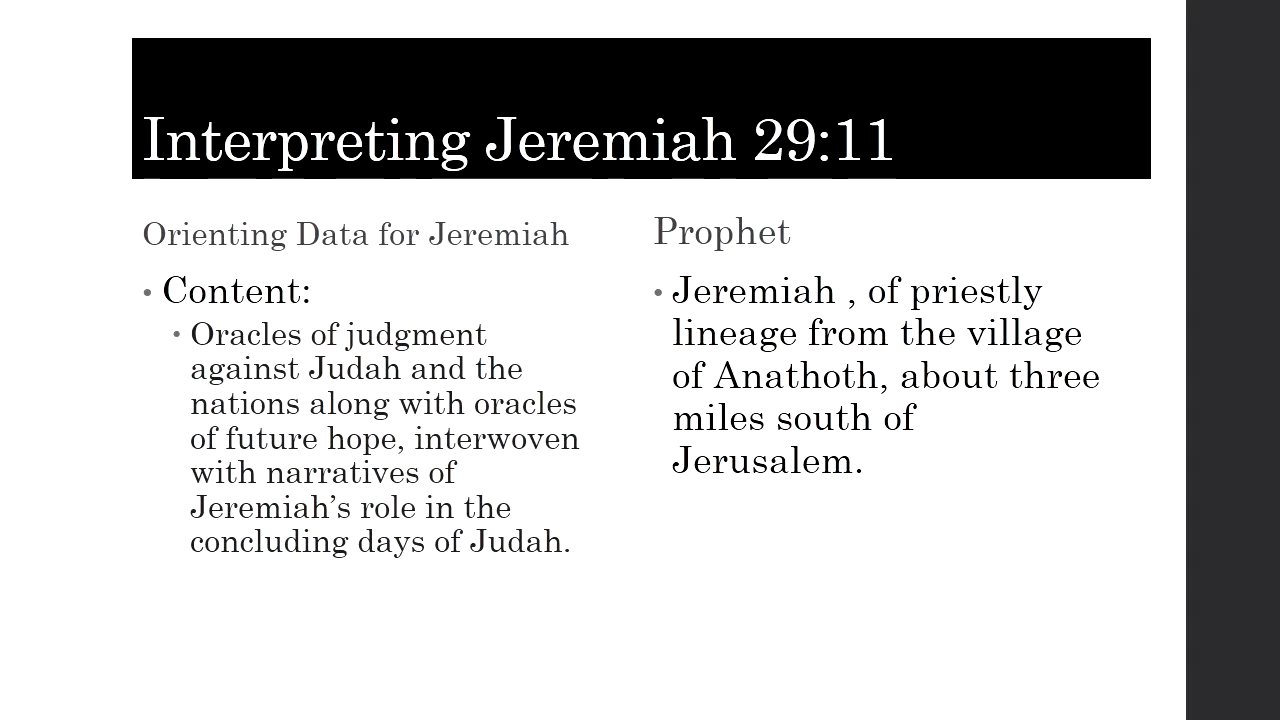 Interpreting Jeremiah 29:11
Orienting Data for Jeremiah
• Content:
• Oracles of judgment
against Judah and the
nations along with oracles
of future hope, interwoven
with narratives of
Jeremiah’s role in the
concluding days of Judah.
Prophet
• Jeremiah , of priestly
lineage from the village
of Anathoth, about three
miles south of
Jerusalem.